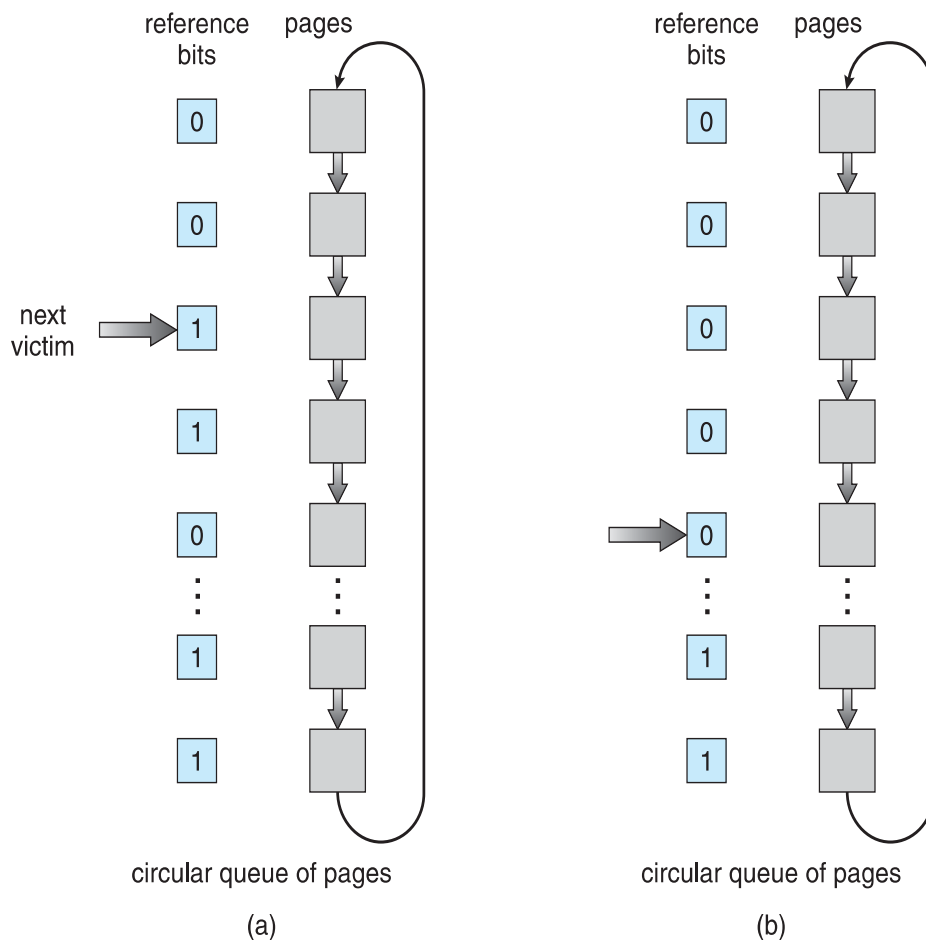 reference pages
bits
0
0
next
victim
1
1
0
1
1
circular queue of pages
(a)
reference pages
bits
0
0
0
0
0
1
1
circular queue of pages
(b)